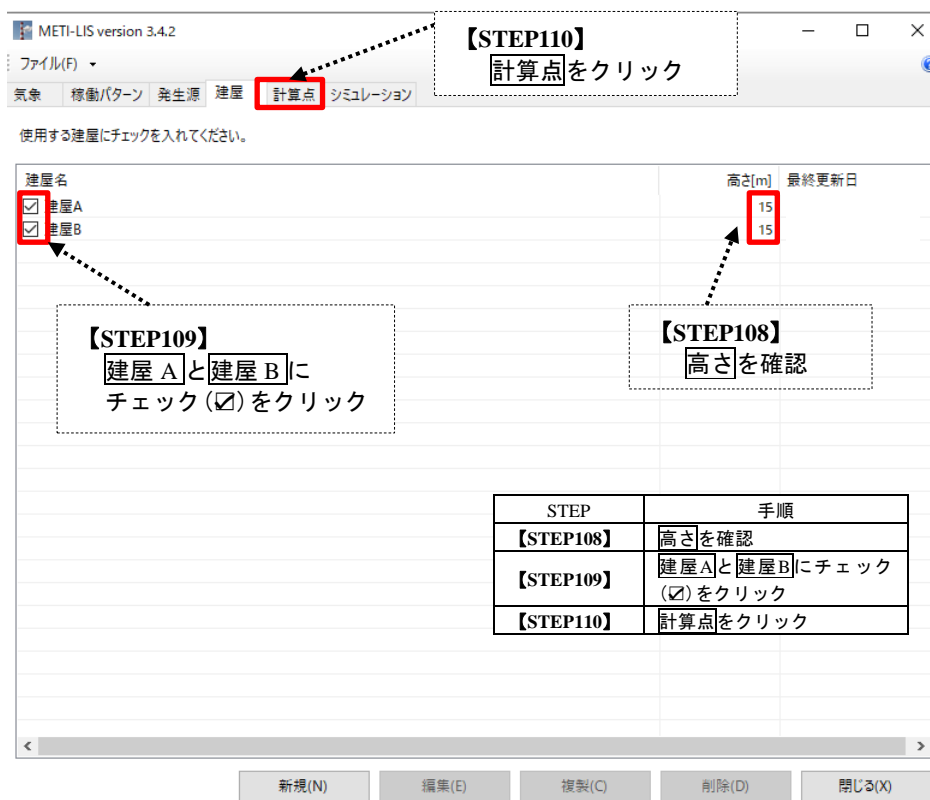 METI-LIS version 3.4.2
ファイル(F)
気象 稼働パターン 発生源 建屋 計算点 シミュレーション
【STEP110】
計算点をクリック
使用する建屋にチェックを入れてください。
建屋名 高さ[m] 最終更新日
建屋A 15
建屋B 15
【STEP109】
建屋 A と建屋 B に
チェック(☑)をクリック
【STEP108】
高さを確認
STEP 手順
【STEP108】 高さを確認
【STEP109】 建屋Aと建屋Bにチェック
(☑)をクリック
【STEP110】 計算点をクリック
新規(N) 編集(E) 複製(C) 削除(D) 閉じる(X)